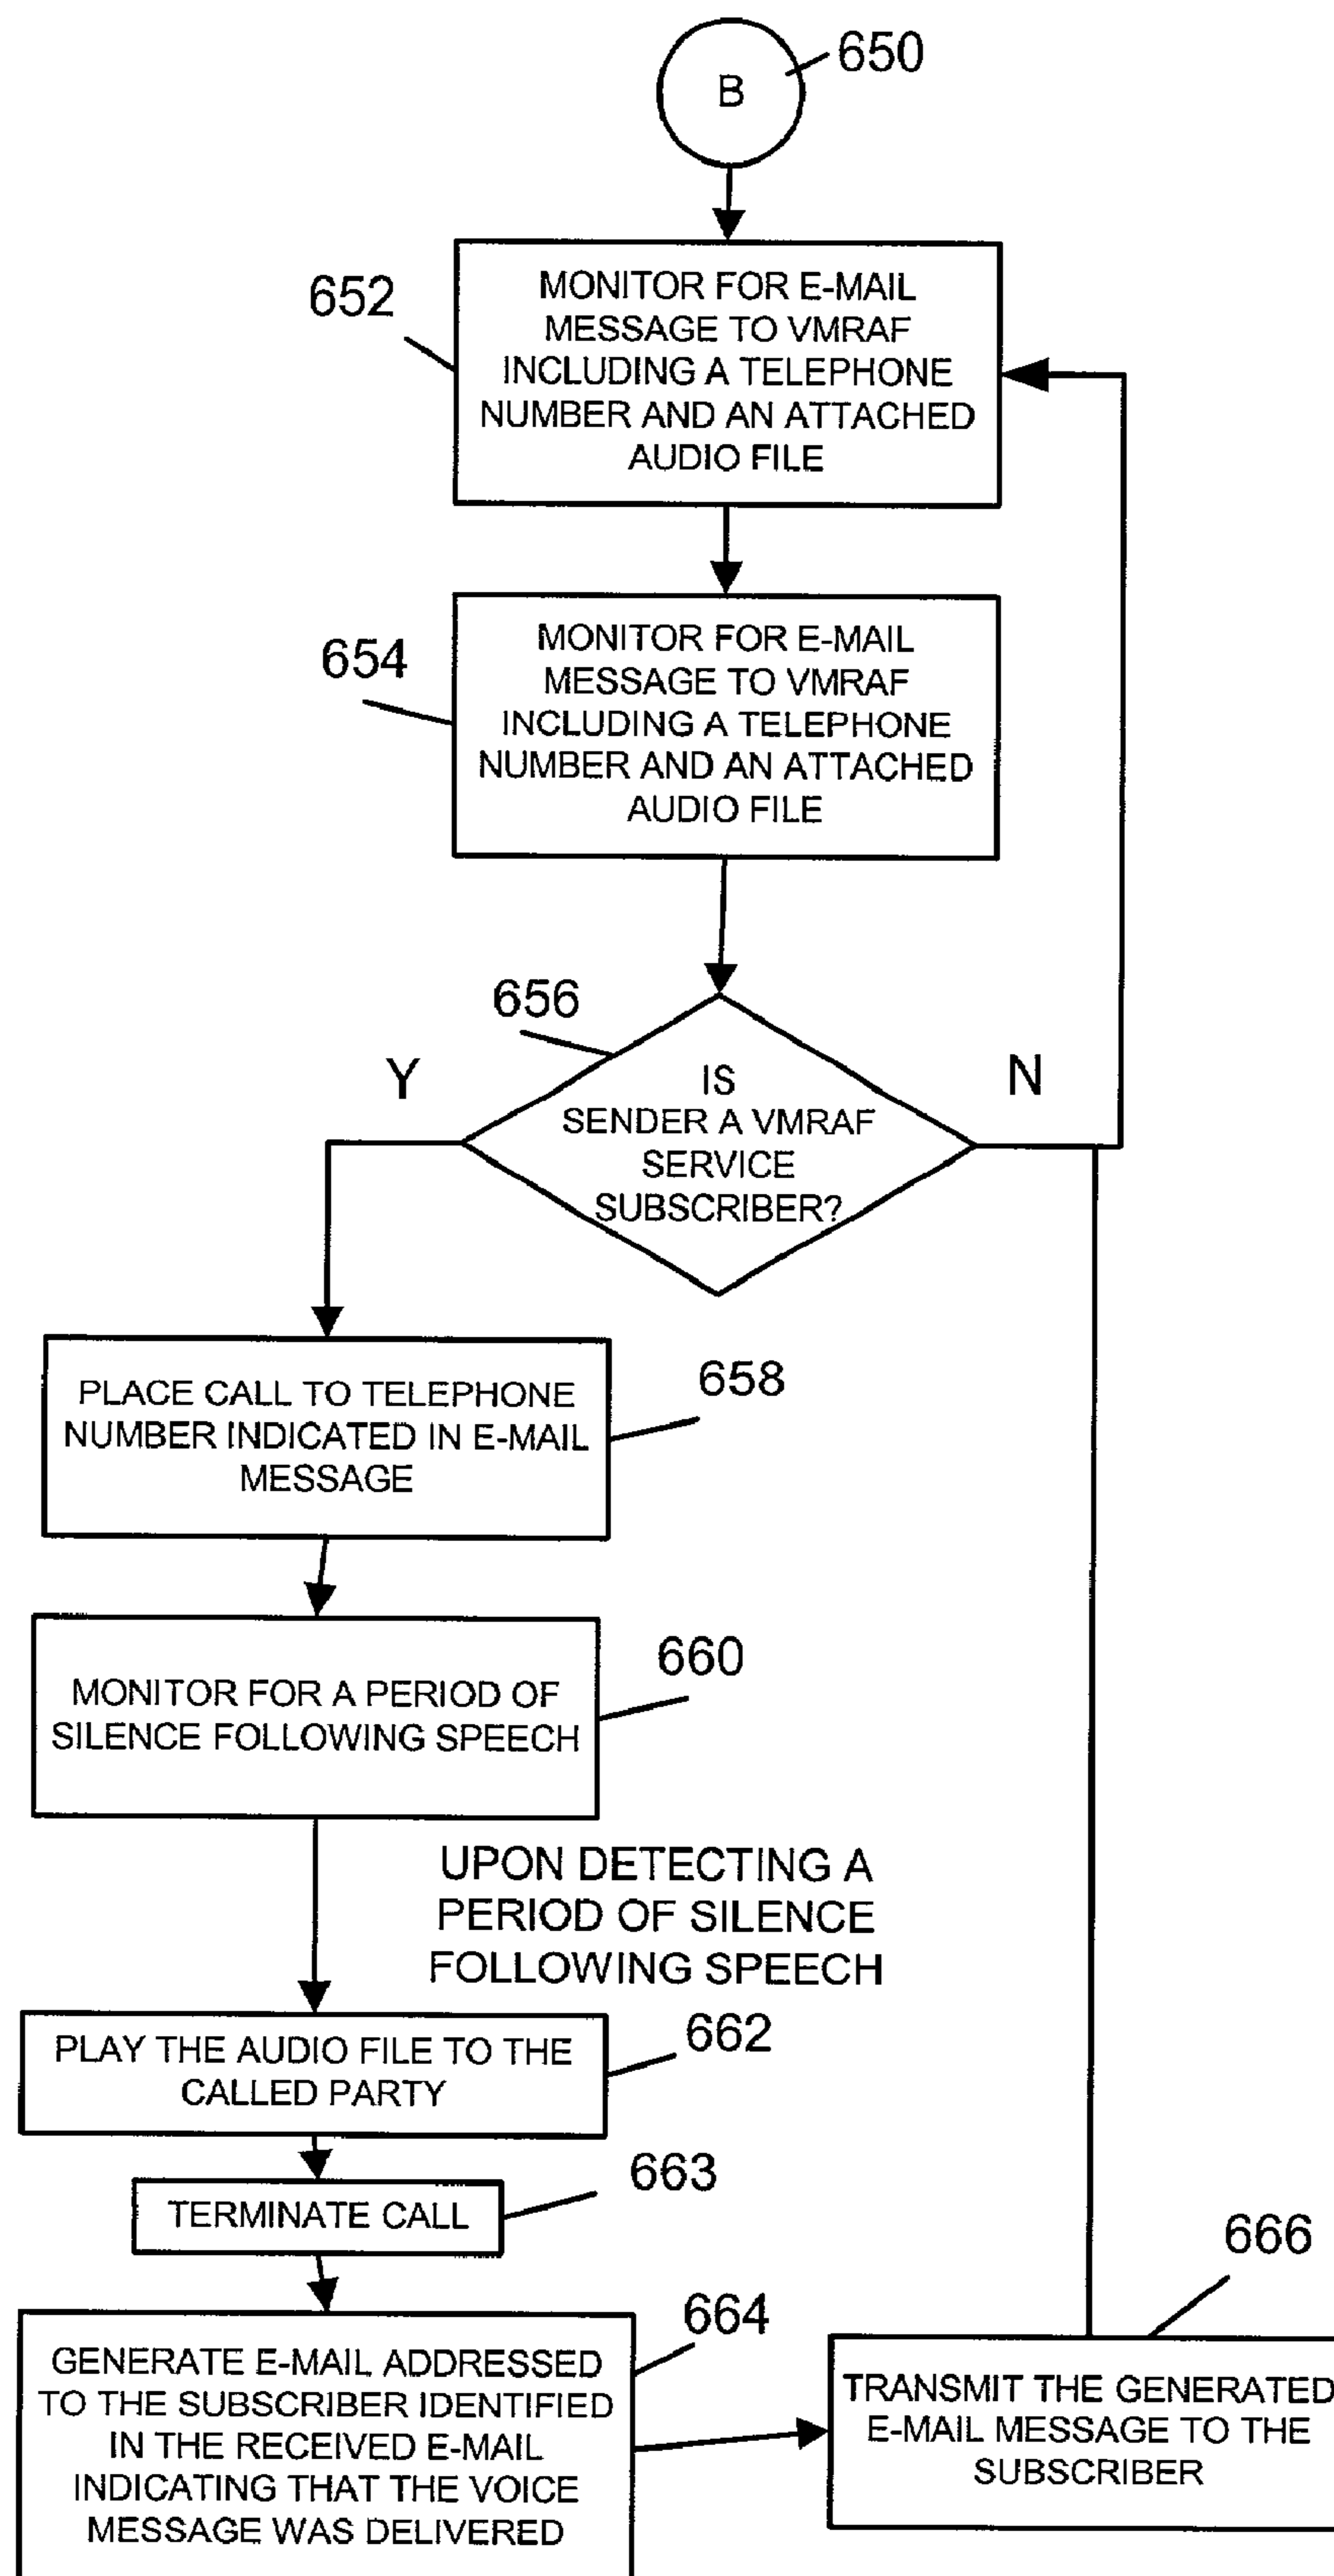 650
B
652
MONITOR FOR E-MAIL
MESSAGE TO VMRAF
INCLUDING A TELEPHONE
NUMBER AND AN ATTACHED
AUDIO FILE
654
MONITOR FOR E-MAIL
MESSAGE TO VMRAF
INCLUDING A TELEPHONE
NUMBER AND AN ATTACHED
AUDIO FILE
656
Y
N
IS
SENDER A VMRAF
SERVICE
SUBSCRIBER?
658
PLACE CALL TO TELEPHONE
NUMBER INDICATED IN E-MAIL
MESSAGE
660
MONITOR FOR A PERIOD OF
SILENCE FOLLOWING SPEECH
UPON DETECTING A
PERIOD OF SILENCE
FOLLOWING SPEECH
662
PLAY THE AUDIO FILE TO THE
CALLED PARTY
663
TERMINATE CALL
664
GENERATE E-MAIL ADDRESSED
TO THE SUBSCRIBER IDENTIFIED
IN THE RECEIVED E-MAIL
INDICATING THAT THE VOICE
MESSAGE WAS DELIVERED
666
TRANSMIT THE GENERATED
E-MAIL MESSAGE TO THE
SUBSCRIBER